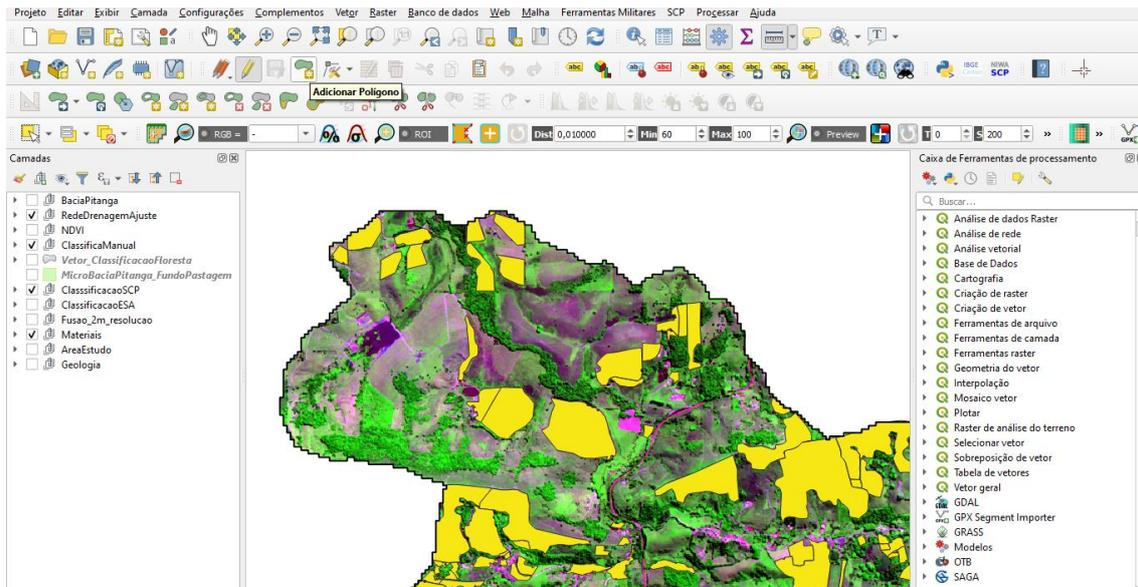 Projeto Editar Exibir Camada Configurações Complementos Vetor Raster Banco de dados Web Malha Ferramentas Militares SCP Processar Ajuda
Adicionar Polígono
RGB = - ROI Dist 0,010000 Min 60 Max 100 Preview T 0 S 200
Camadas
BaciaPitanga
RedeDrenagemAjuste
NDVI
ClassificaManual
Vetor_ClassificacaoFloresta
MicroBaciaPitanga_FundoPastagem
ClasssificacaoSCP
ClassificacaoESA
Fusao_2m_resolucao
Materiais
AreaEstudo
Geologia
Caixa de Ferramentas de processamento
Buscar...
Análise de dados Raster
Análise de rede
Análise vetorial
Base de Dados
Cartografia
Criação de raster
Criação de vetor
Ferramentas de arquivo
Ferramentas de camada
Ferramentas raster
Geometria do vetor
Interpolação
Mosaico vetor
Plotar
Raster de análise do terreno
Selecionar vetor
Sobreposição de vetor
Tabela de vetores
Vetor geral
GDAL
GPX Segment Importer
GRASS
Modelos
OTB
SAGA